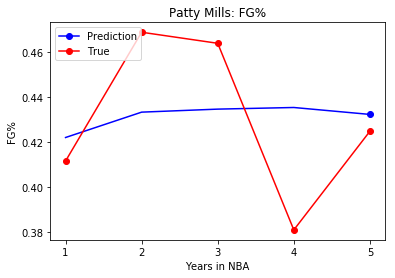 Patty Mills: FG%
Prediction
True
0.46
0.44
0.42
0.40
0.38
FG%
1 2 3 4 5
Years in NBA